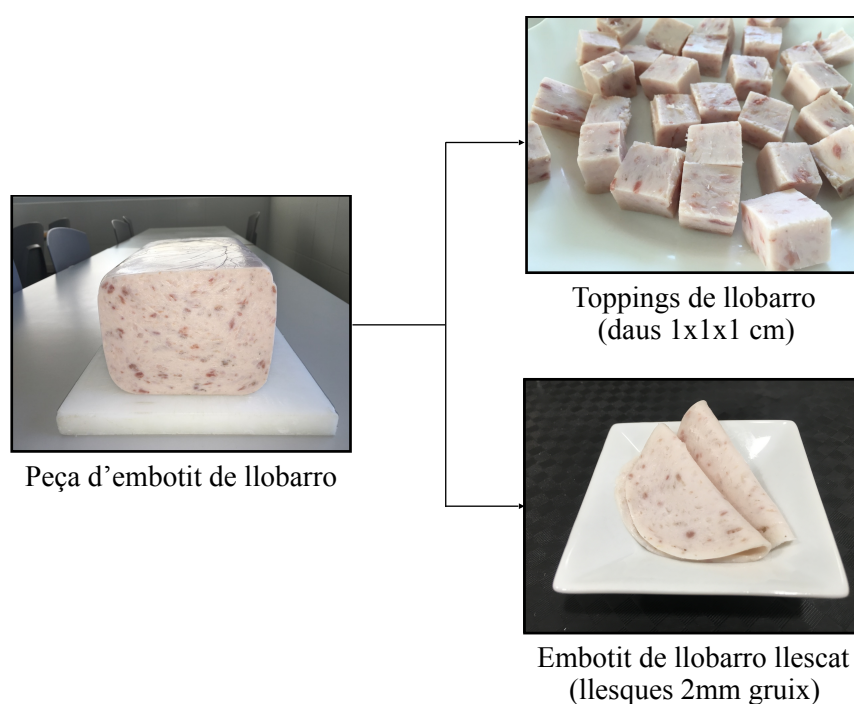 Toppings de llobarro
(daus 1x1x1 cm)
Peça d’embotit de llobarro
Embotit de llobarro llescat
(llesques 2mm gruix)